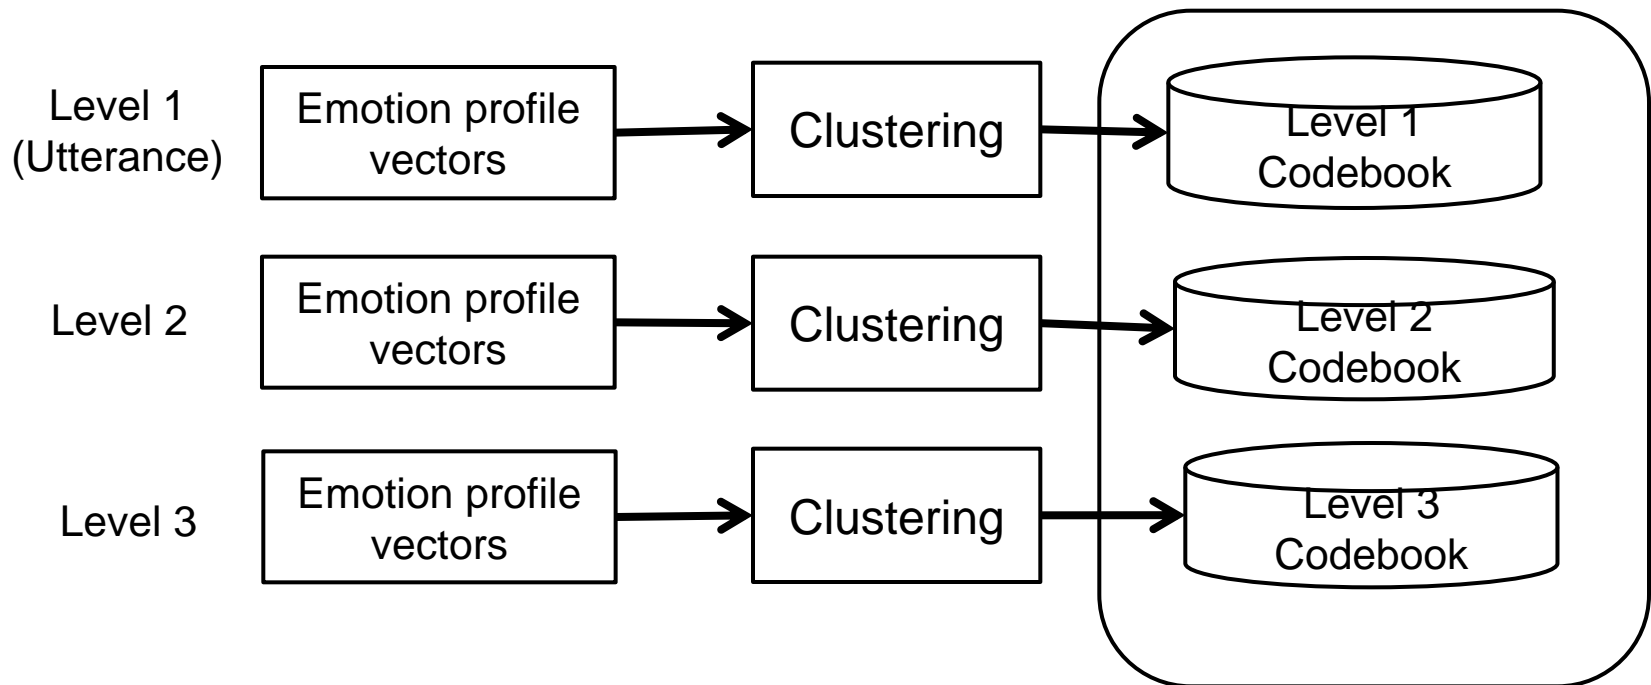 Level 1
(Utterance)
Emotion profile
vectors
Clustering
Level 1
Codebook
Level 2
Emotion profile
vectors
Clustering
Level 2
Codebook
Level 3
Emotion profile
vectors
Clustering
Level 3
Codebook